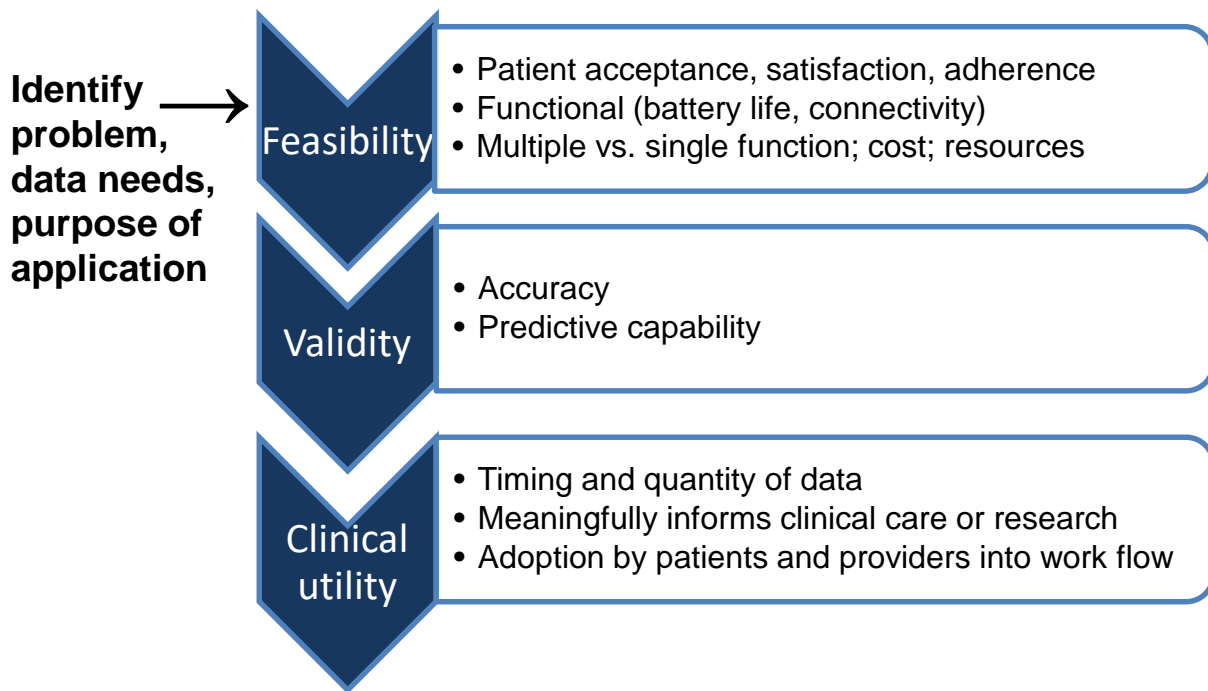 Identify
problem,
data needs,
purpose of
application
Feasibility
• Patient acceptance, satisfaction, adherence
• Functional (battery life, connectivity)
• Multiple vs. single function; cost; resources
Validity
• Accuracy
• Predictive capability
Clinical
utility
• Timing and quantity of data
• Meaningfully informs clinical care or research
• Adoption by patients and providers into work flow